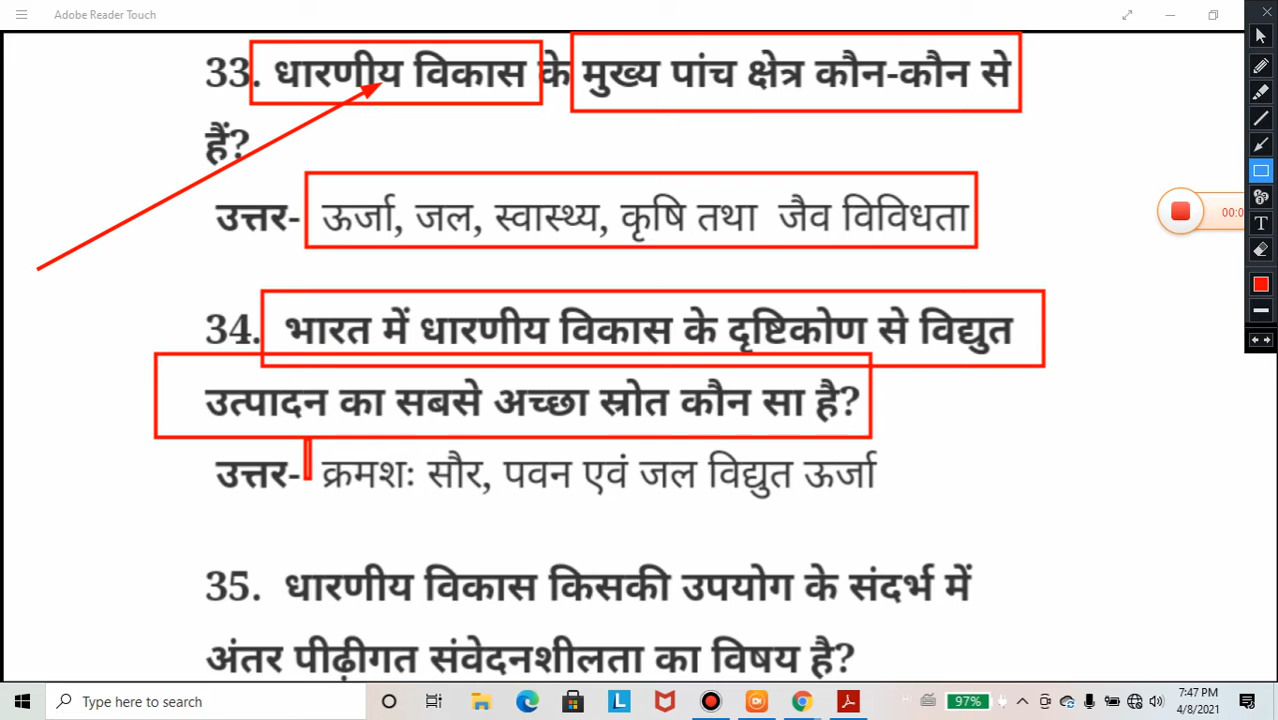 Adobe Reader Touch
33. धारणीय विकास के मुख्य पांच क्षेत्र कौन-कौन से
हैं?
उत्तर- ऊर्जा, जल, स्वास्थ्य, कृषि तथा जैव विविधता
00:0
34. भारत में धारणीय विकास के दृष्टिकोण से विद्युत
उत्पादन का सबसे अच्छा स्रोत कौन सा है?
उत्तर- क्रमशः सौर, पवन एवं जल विद्युत ऊर्जा
35. धारणीय विकास किसकी उपयोग के संदर्भ में
अंतर पीढ़ीगत संवेदनशीलता का विषय है?
Type here to search
97%
7:47 PM
4/8/2021